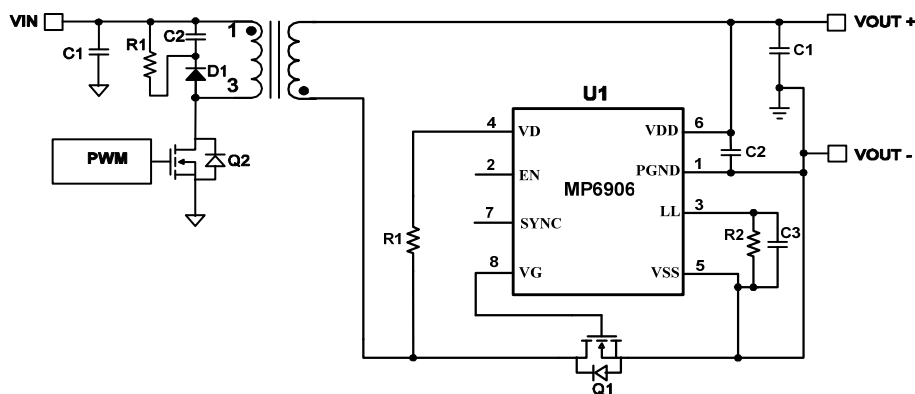 VIN
VOUT +
C1
R1
C2
1
D1
3
C1
U1
PWM
Q2
4
VD
VDD
6
C2
VOUT -
2
EN
PGND
1
MP6906
R1
7
SYNC
LL
3
R2
C3
8
VG
VSS
5
Q1